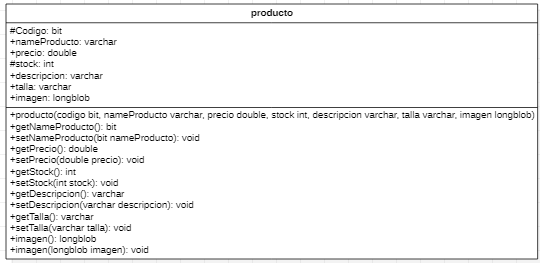 producto
#Codigo: bit
+nameProducto: varchar
+precio: double
#stock: int
+descripcion: varchar
+talla: varchar
+imagen: longblob
+producto(codigo bit, nameProducto varchar, precio double, stock int, descripcion varchar, talla varchar, imagen longblob)
+getNameProducto(): bit
+setNameProducto(bit nameProducto): void
+getPrecio(): double
+setPrecio(double precio): void
+getStock(): int
+setStock(int stock): void
+getDescripcion(): varchar
+setDescripcion(varchar descripcion): void
+getTalla(): varchar
+setTalla(varchar talla): void
+imagen(): longblob
+imagen(longblob imagen): void